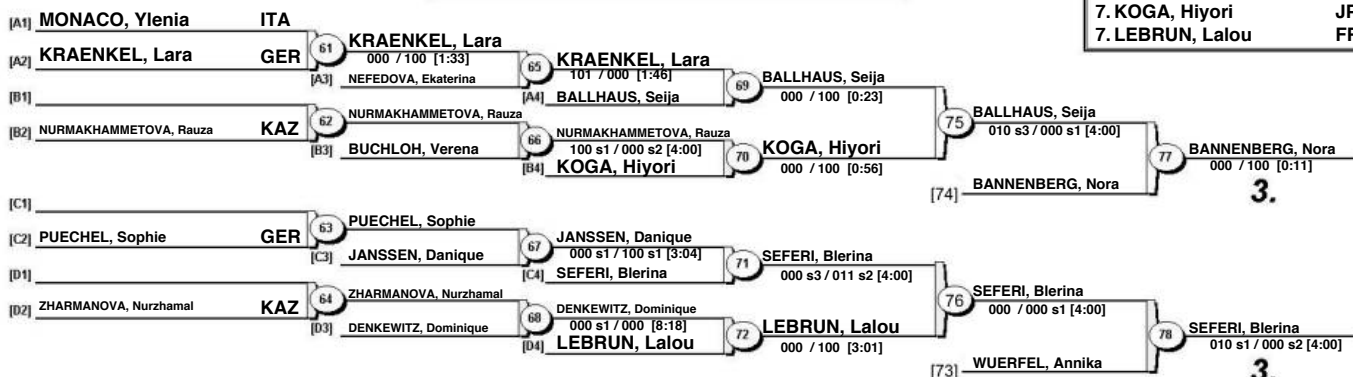 7. KOGA, Hiyori
7. LEBRUN, Lalou
[A1] MONACO, Ylenia ITA
[A2] KRAENKEL, Lara GER
61 KRAENKEL, Lara
000 / 100 [1:33]
[A3] NEFEDOVA, Ekaterina
65 KRAENKEL, Lara
101 / 000 [1:46]
[A4] BALLHAUS, Seija
69 BALLHAUS, Seija
000 / 100 [0:23]
[B1]
[B2] NURMAKHAMMETOVA, Rauza KAZ
62 NURMAKHAMMETOVA, Rauza
[B3] BUCHLOH, Verena
66 NURMAKHAMMETOVA, Rauza
100 s1 / 000 s2 [4:00]
[B4] KOGA, Hiyori
70 KOGA, Hiyori
000 / 100 [0:56]
75 BALLHAUS, Seija
010 s3 / 000 s1 [4:00]
[74] BANNENBERG, Nora
77 BANNENBERG, Nora
000 / 100 [0:11]
3.
[C1]
[C2] PUECHEL, Sophie GER
63 PUECHEL, Sophie
[C3] JANSSEN, Danique
67 JANSSEN, Danique
000 s1 / 100 s1 [3:04]
[C4] SEFERI, Blerina
71 SEFERI, Blerina
000 s3 / 011 s2 [4:00]
[D1]
[D2] ZHARMANOVA, Nurzhamal KAZ
64 ZHARMANOVA, Nurzhamal
[D3] DENKEWITZ, Dominique
68 DENKEWITZ, Dominique
000 s1 / 000 [8:18]
[D4] LEBRUN, Lalou
72 LEBRUN, Lalou
000 / 100 [3:01]
76 SEFERI, Blerina
000 / 000 s1 [4:00]
[73] WUERFEL, Annika
78 SEFERI, Blerina
010 s1 / 000 s2 [4:00]
3.